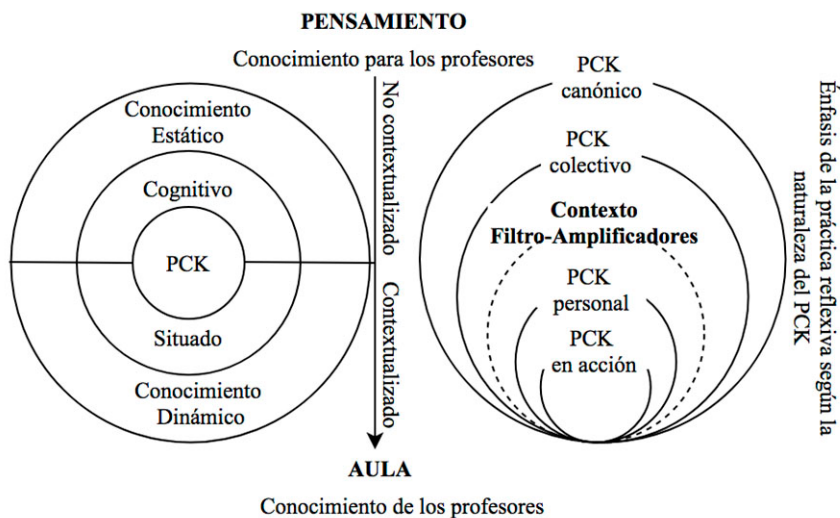 PENSAMIENTO
Conocimiento para los profesores
Conocimiento
Estático
Cognitivo
PCK
Situado
Conocimiento
Dinámico
No contextualizado
Contextualizado
PCK
canónico
PCK
colectivo
Contexto
Filtro-Amplificadores
PCK
personal
PCK
en acción
Énfasis de la práctica reflexiva según la
naturaleza del PCK
AULA
Conocimiento de los profesores